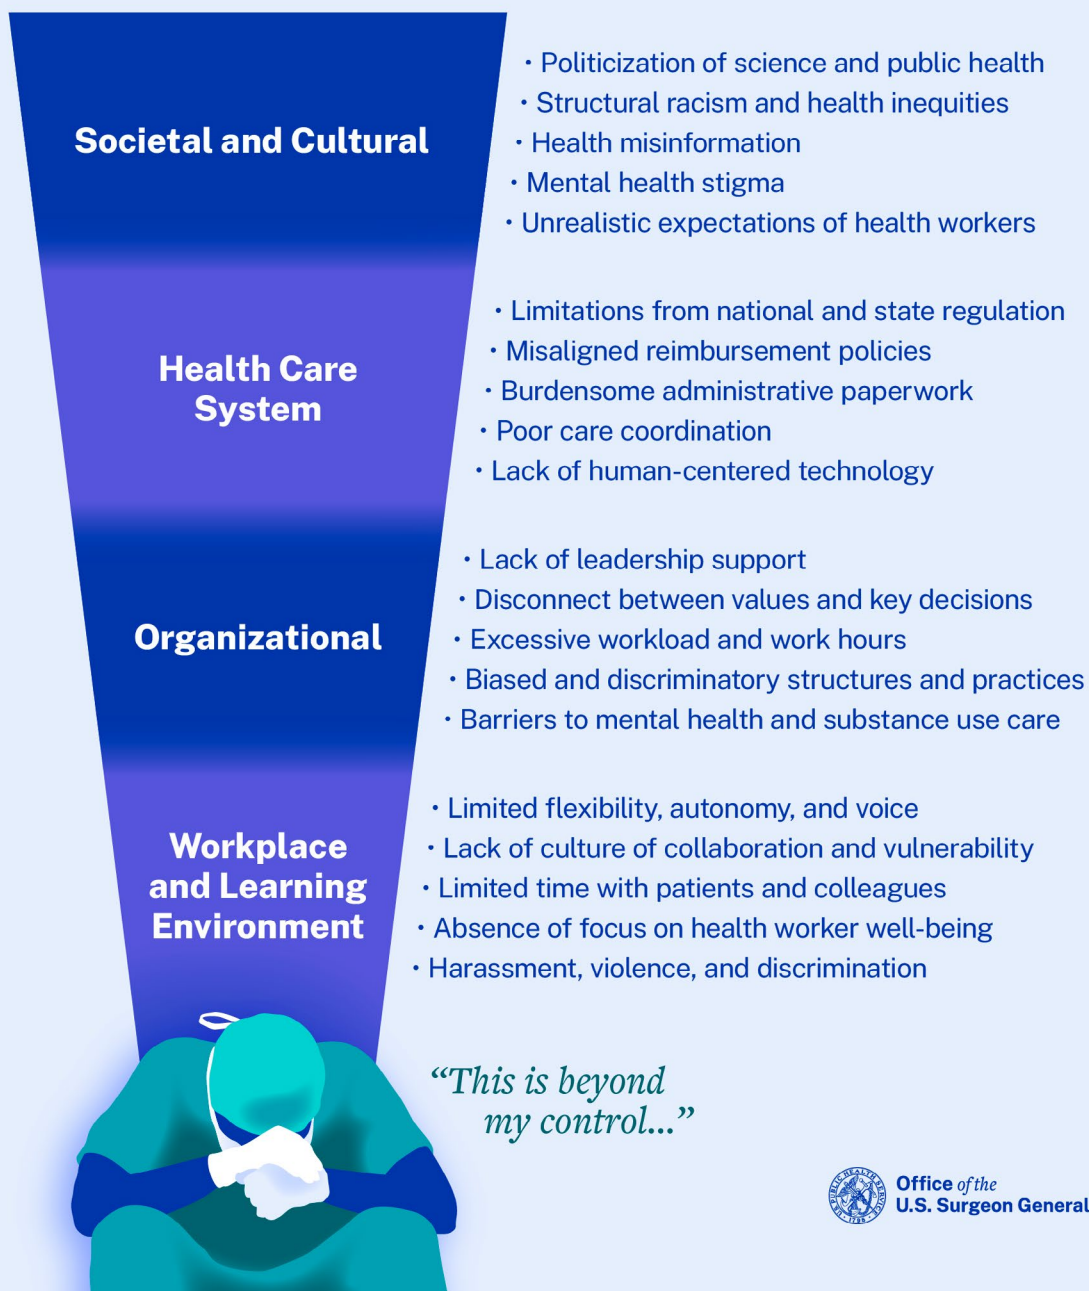 Societal and Cultural
• Politicization of science and public health
• Structural racism and health inequities
• Health misinformation
• Mental health stigma
• Unrealistic expectations of health workers
Health Care
System
• Limitations from national and state regulation
• Misaligned reimbursement policies
• Burdensome administrative paperwork
• Poor care coordination
• Lack of human-centered technology
Organizational
• Lack of leadership support
• Disconnect between values and key decisions
• Excessive workload and work hours
• Biased and discriminatory structures and practices
• Barriers to mental health and substance use care
Workplace
and Learning
Environment
• Limited flexibility, autonomy, and voice
• Lack of culture of collaboration and vulnerability
• Limited time with patients and colleagues
• Absence of focus on health worker well-being
• Harassment, violence, and discrimination
“This is beyond
my control...”
PUBLIC HEALTH SERVICE
1798
Office of the
U.S. Surgeon General